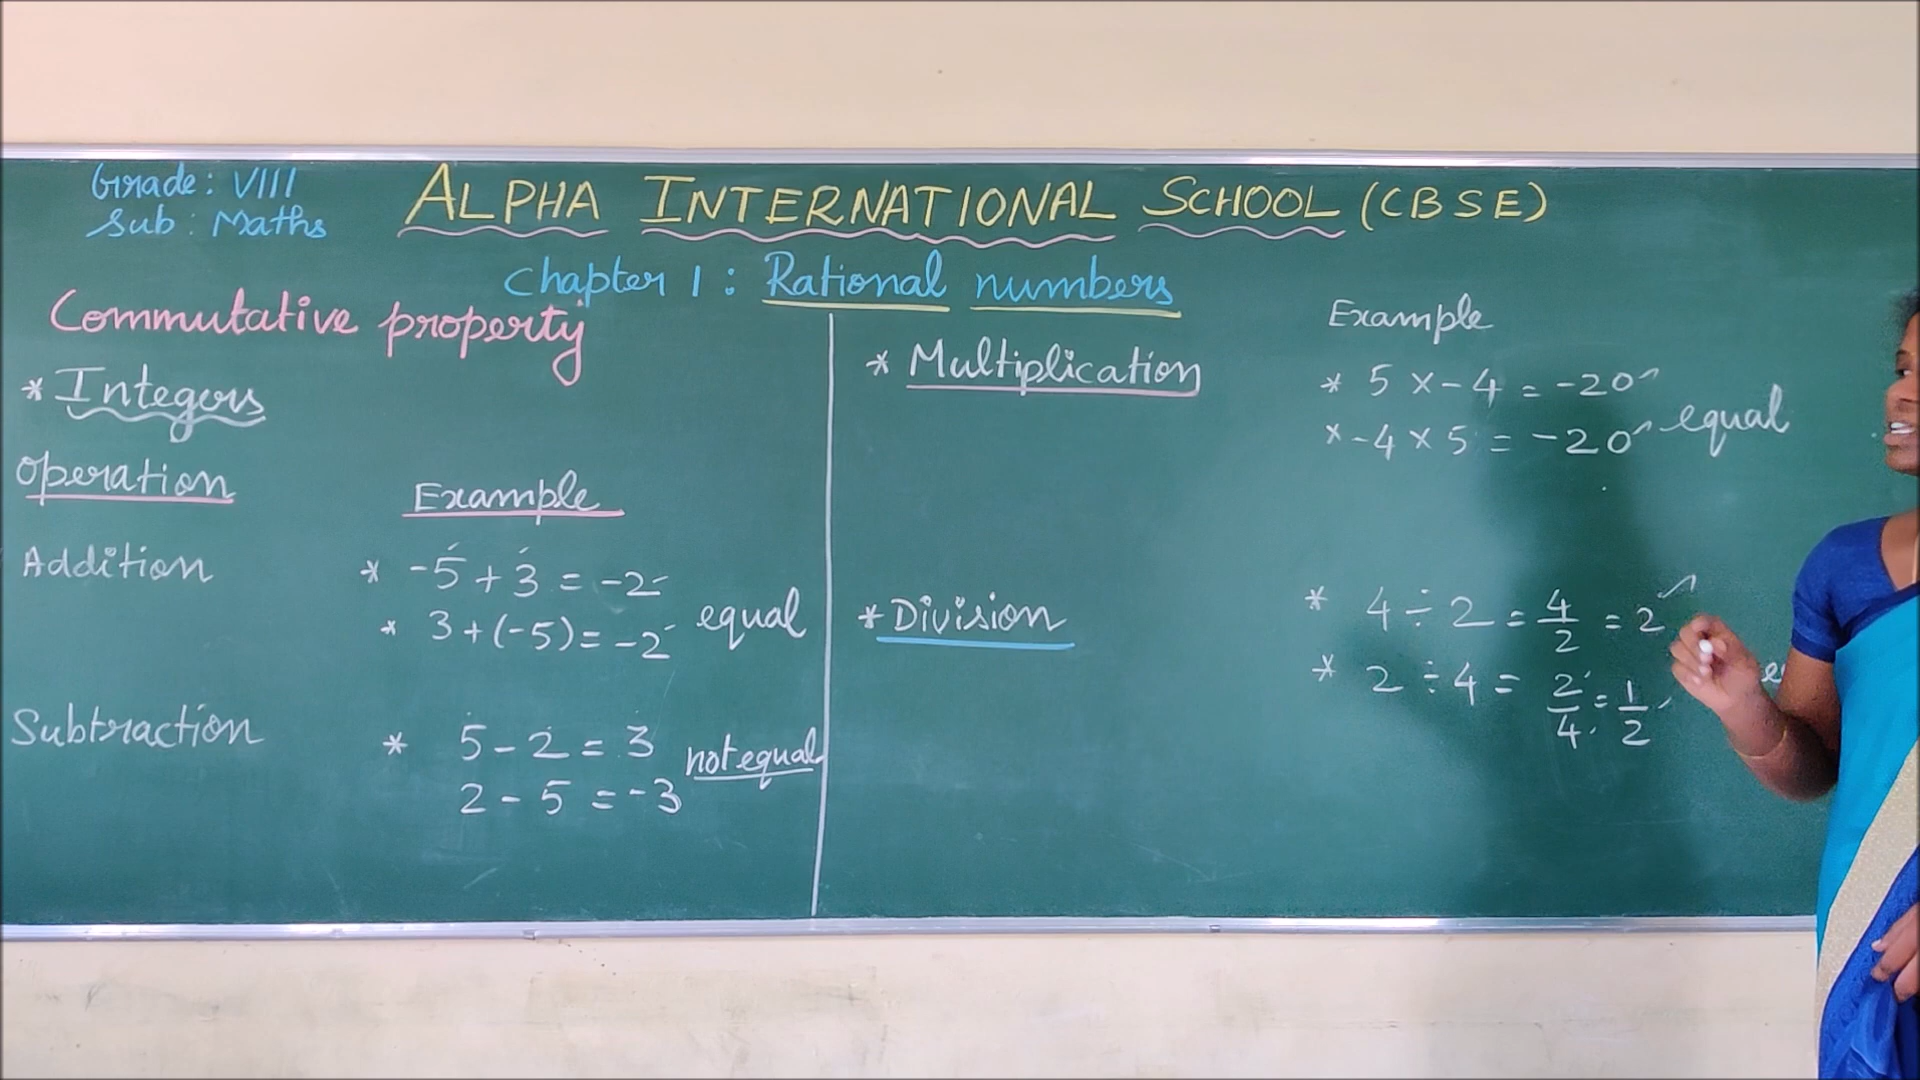 Grade: VIII
Sub: Maths
ALPHA INTERNATIONAL SCHOOL (CBSE)
Chapter 1: Rational numbers
Commutative property
* Integers
Operation
Example
Addition
* -5 + 3 = -2
* 3+(-5) = -2
equal
Subtraction
* 5 - 2 = 3
2 - 5 = -3
not equal
* Multiplication
Example
* 5 × -4 = -20
* -4 × 5 = -20
equal
* Division
* 4 ÷ 2 = 4/2 = 2
* 2 ÷ 4 = 2/4 = 1/2